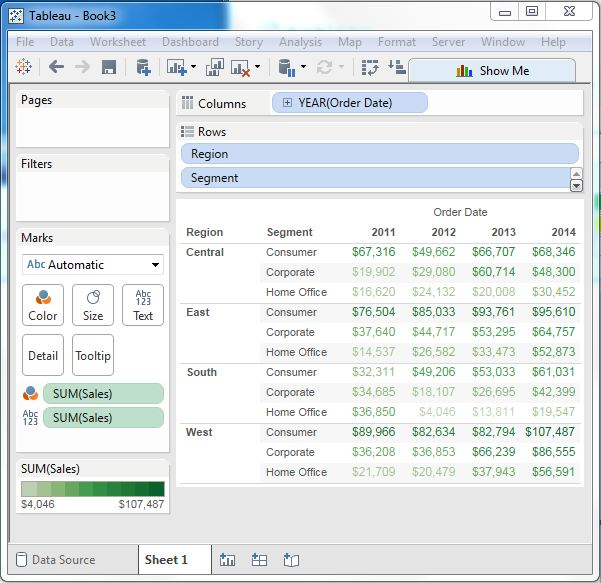 Tableau - Book3
File Data Worksheet Dashboard Story Analysis Map Format Server Window Help
Show Me
Pages
Columns YEAR(Order Date)
Rows
Region
Segment
Filters
Marks
Abc Automatic
Color Size Abc 123 Text
Detail Tooltip
SUM(Sales)
Abc 123 SUM(Sales)
SUM(Sales)
$4,046 $107,487
Order Date
Region Segment 2011 2012 2013 2014
Central Consumer $67,316 $49,662 $66,707 $68,346
Corporate $19,902 $29,080 $60,714 $48,300
Home Office $16,620 $24,132 $20,008 $30,452
East Consumer $76,504 $85,033 $93,761 $95,610
Corporate $37,640 $44,717 $53,295 $64,757
Home Office $14,537 $26,582 $33,473 $52,873
South Consumer $32,311 $49,206 $53,033 $61,031
Corporate $34,685 $18,107 $26,695 $42,399
Home Office $36,850 $4,046 $13,811 $19,547
West Consumer $89,966 $82,634 $82,794 $107,487
Corporate $36,208 $36,853 $66,239 $86,555
Home Office $21,709 $20,479 $37,943 $56,591
Data Source Sheet 1